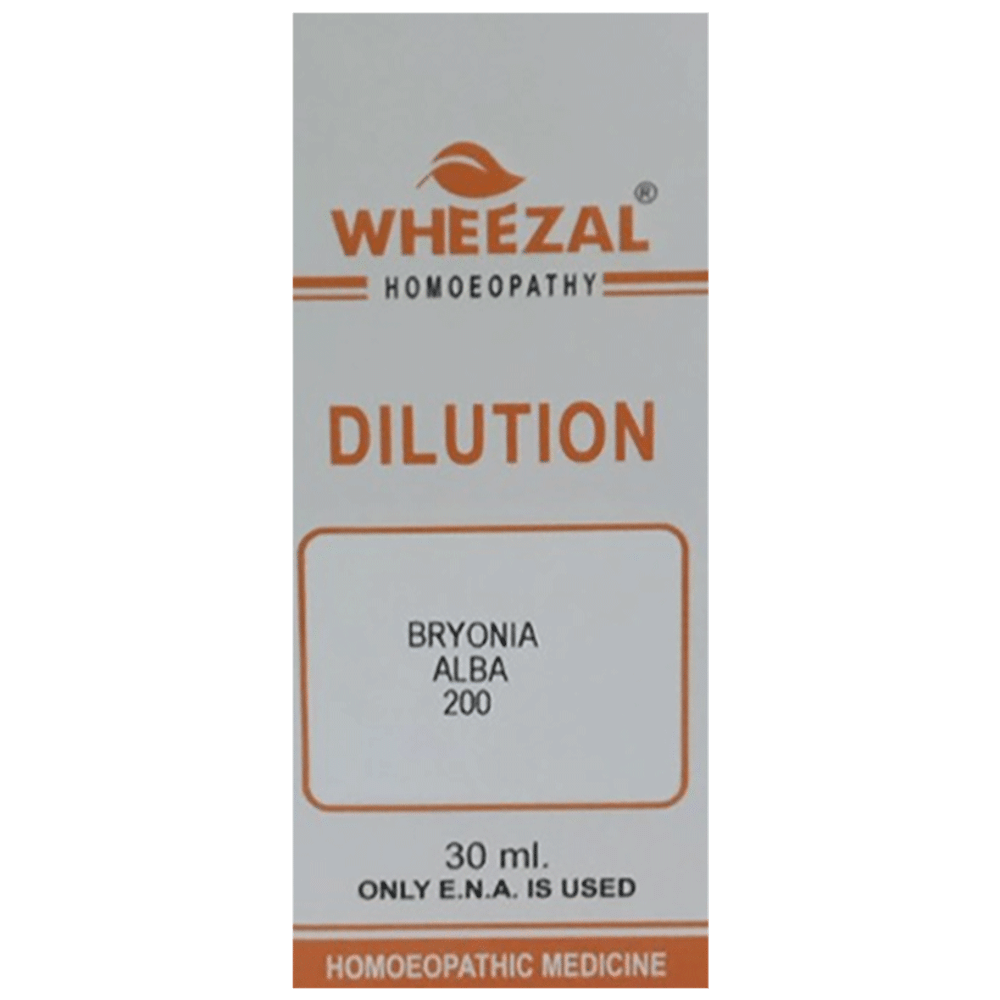 WHEEZAL®
HOMOEOPATHY
DILUTION
BRYONIA
ALBA
200
30 ml.
ONLY E.N.A. IS USED
HOMOEOPATHIC MEDICINE